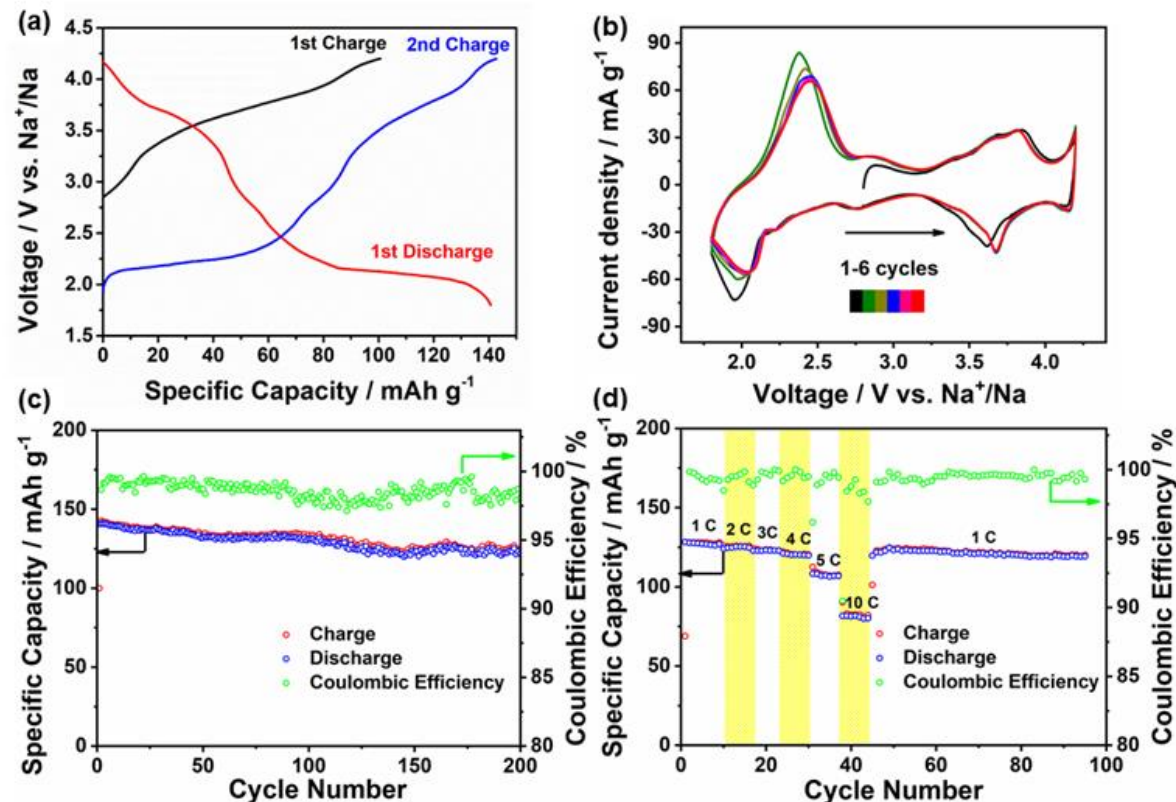 (a)
4.5
4.0
3.5
3.0
2.5
2.0
1.5
Voltage / V vs. Na⁺/Na
1st Charge
2nd Charge
1st Discharge
0 20 40 60 80 100 120 140
Specific Capacity / mAh g⁻¹
(b)
90
60
30
0
-30
-60
-90
Current density / mA g⁻¹
1-6 cycles
2.0 2.5 3.0 3.5 4.0
Voltage / V vs. Na⁺/Na
(c)
200
150
100
50
0
Specific Capacity / mAh g⁻¹
Charge
Discharge
Coulombic Efficiency
100
95
90
85
80
Coulombic Efficiency / %
0 50 100 150 200
Cycle Number
(d)
200
150
100
50
0
Specific Capacity / mAh g⁻¹
1 C 2 C 3C 4 C 5 C 10 C 1 C
Charge
Discharge
Coulombic Efficiency
100
95
90
85
80
Coulombic Efficiency / %
0 20 40 60 80 100
Cycle Number